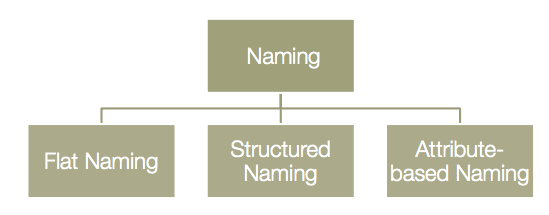 Naming
Flat Naming
Structured
Naming
Attribute-
based Naming